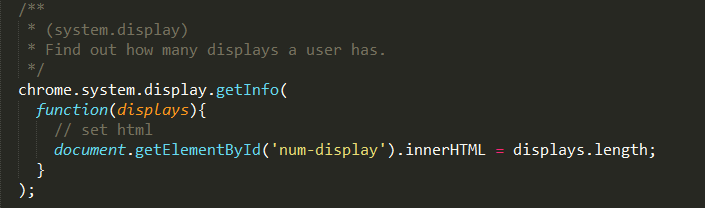 /**
 * (system.display)
 * Find out how many displays a user has.
 */
chrome.system.display.getInfo(
  function(displays){
    // set html
    document.getElementById('num-display').innerHTML = displays.length;
  }
);